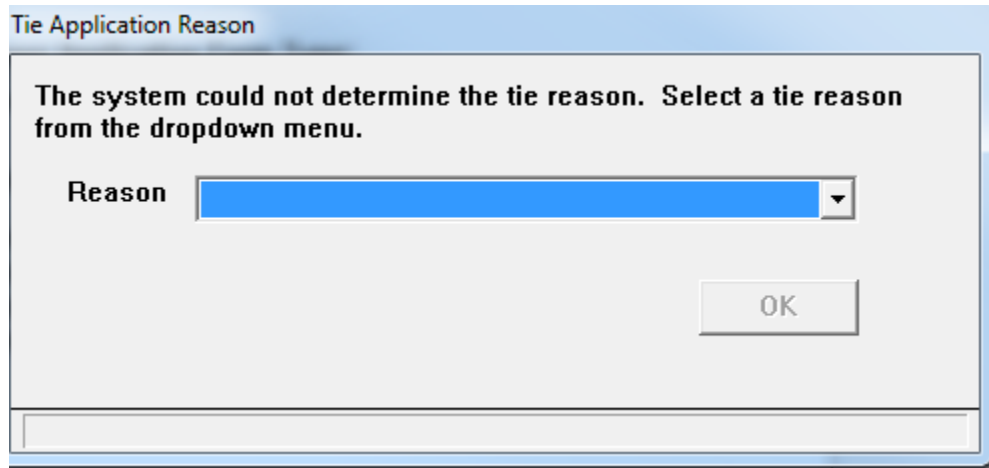 Tie Application Reason
The system could not determine the tie reason.  Select a tie reason
from the dropdown menu.
Reason
OK